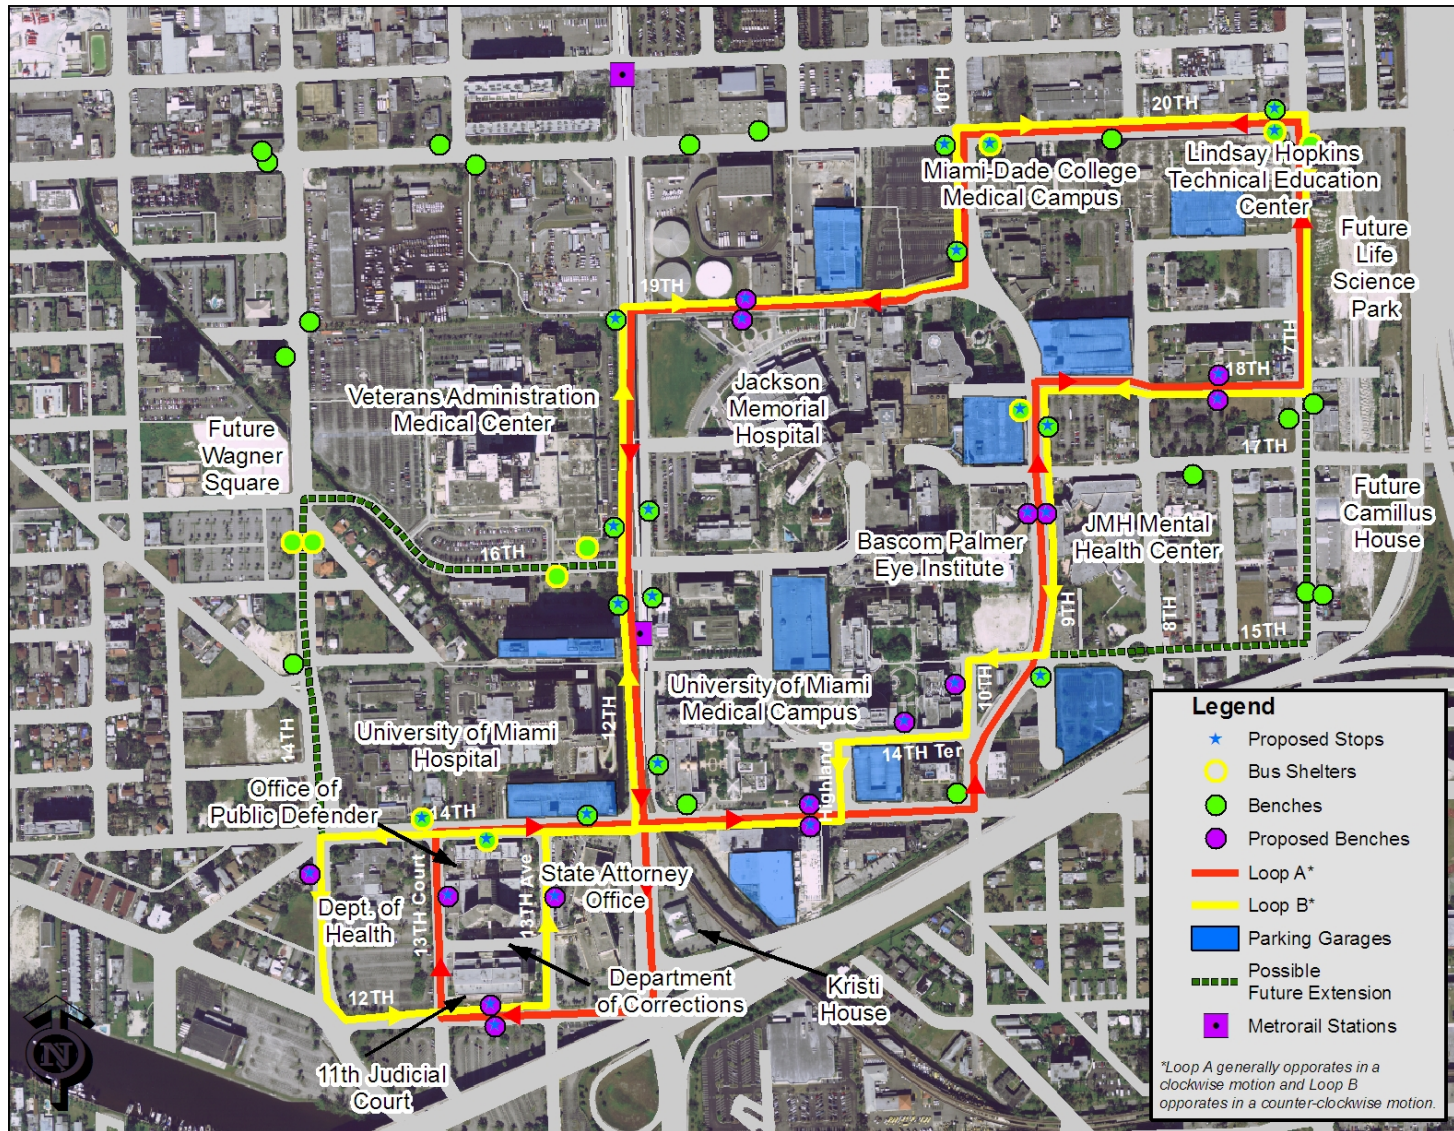 10TH
20TH
Lindsay Hopkins
Technical Education
Center
Miami-Dade College
Medical Campus
Future
Life
Science
Park
19TH
7TH
18TH
Jackson
Memorial
Hospital
Veterans Administration
Medical Center
Future
Wagner
Square
17TH
Future
Camillus
House
JMH Mental
Health Center
Bascom Palmer
Eye Institute
16TH
9TH
8TH
15TH
University of Miami
Medical Campus
10TH
14TH
12TH
University of Miami
Hospital
14TH Ter
Highland
Office of
Public Defender
14TH
13TH Court
13TH Ave
State Attorney
Office
Dept. of
Health
12TH
Department
of Corrections
Kristi
House
11th Judicial
Court
N
Legend
Proposed Stops
Bus Shelters
Benches
Proposed Benches
Loop A*
Loop B*
Parking Garages
Possible
Future Extension
Metrorail Stations
*Loop A generally opporates in a
clockwise motion and Loop B
opporates in a counter-clockwise motion.